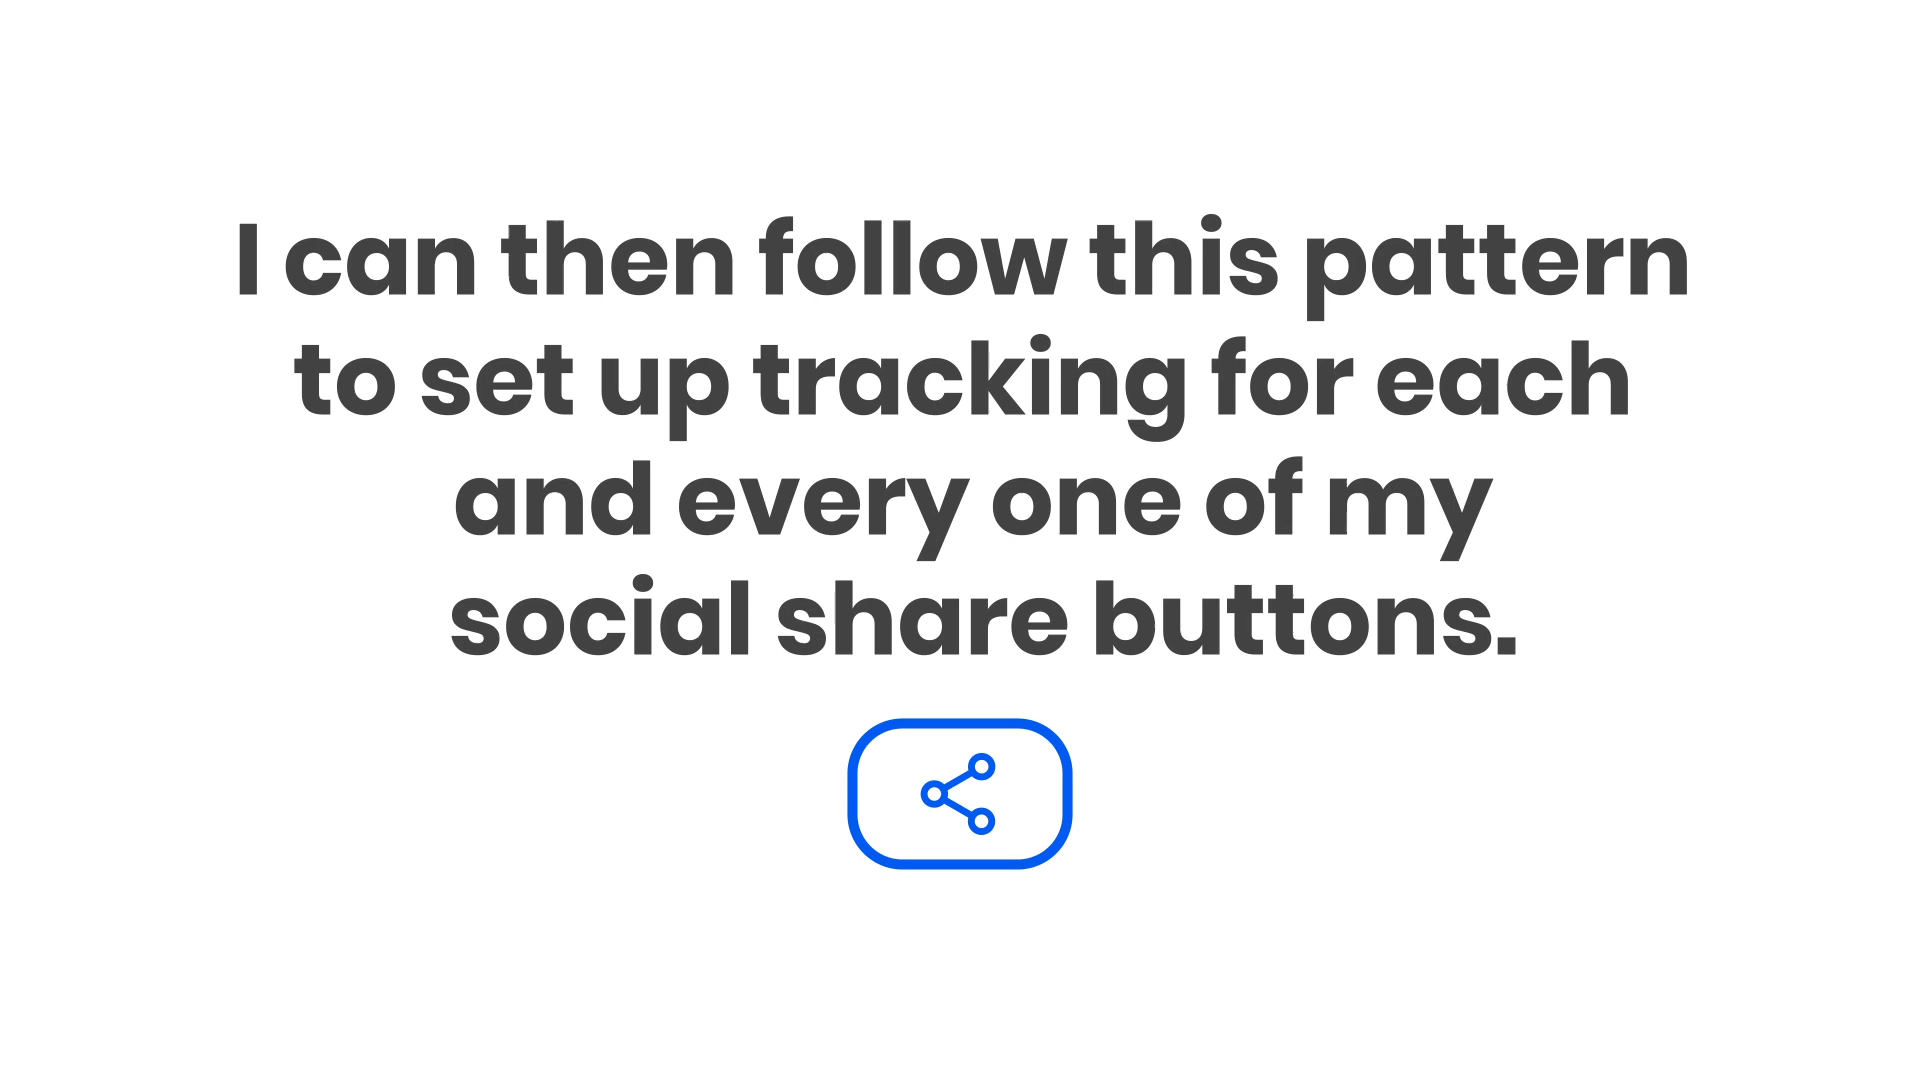 I can then follow this pattern
to set up tracking for each
and every one of my
social share buttons.